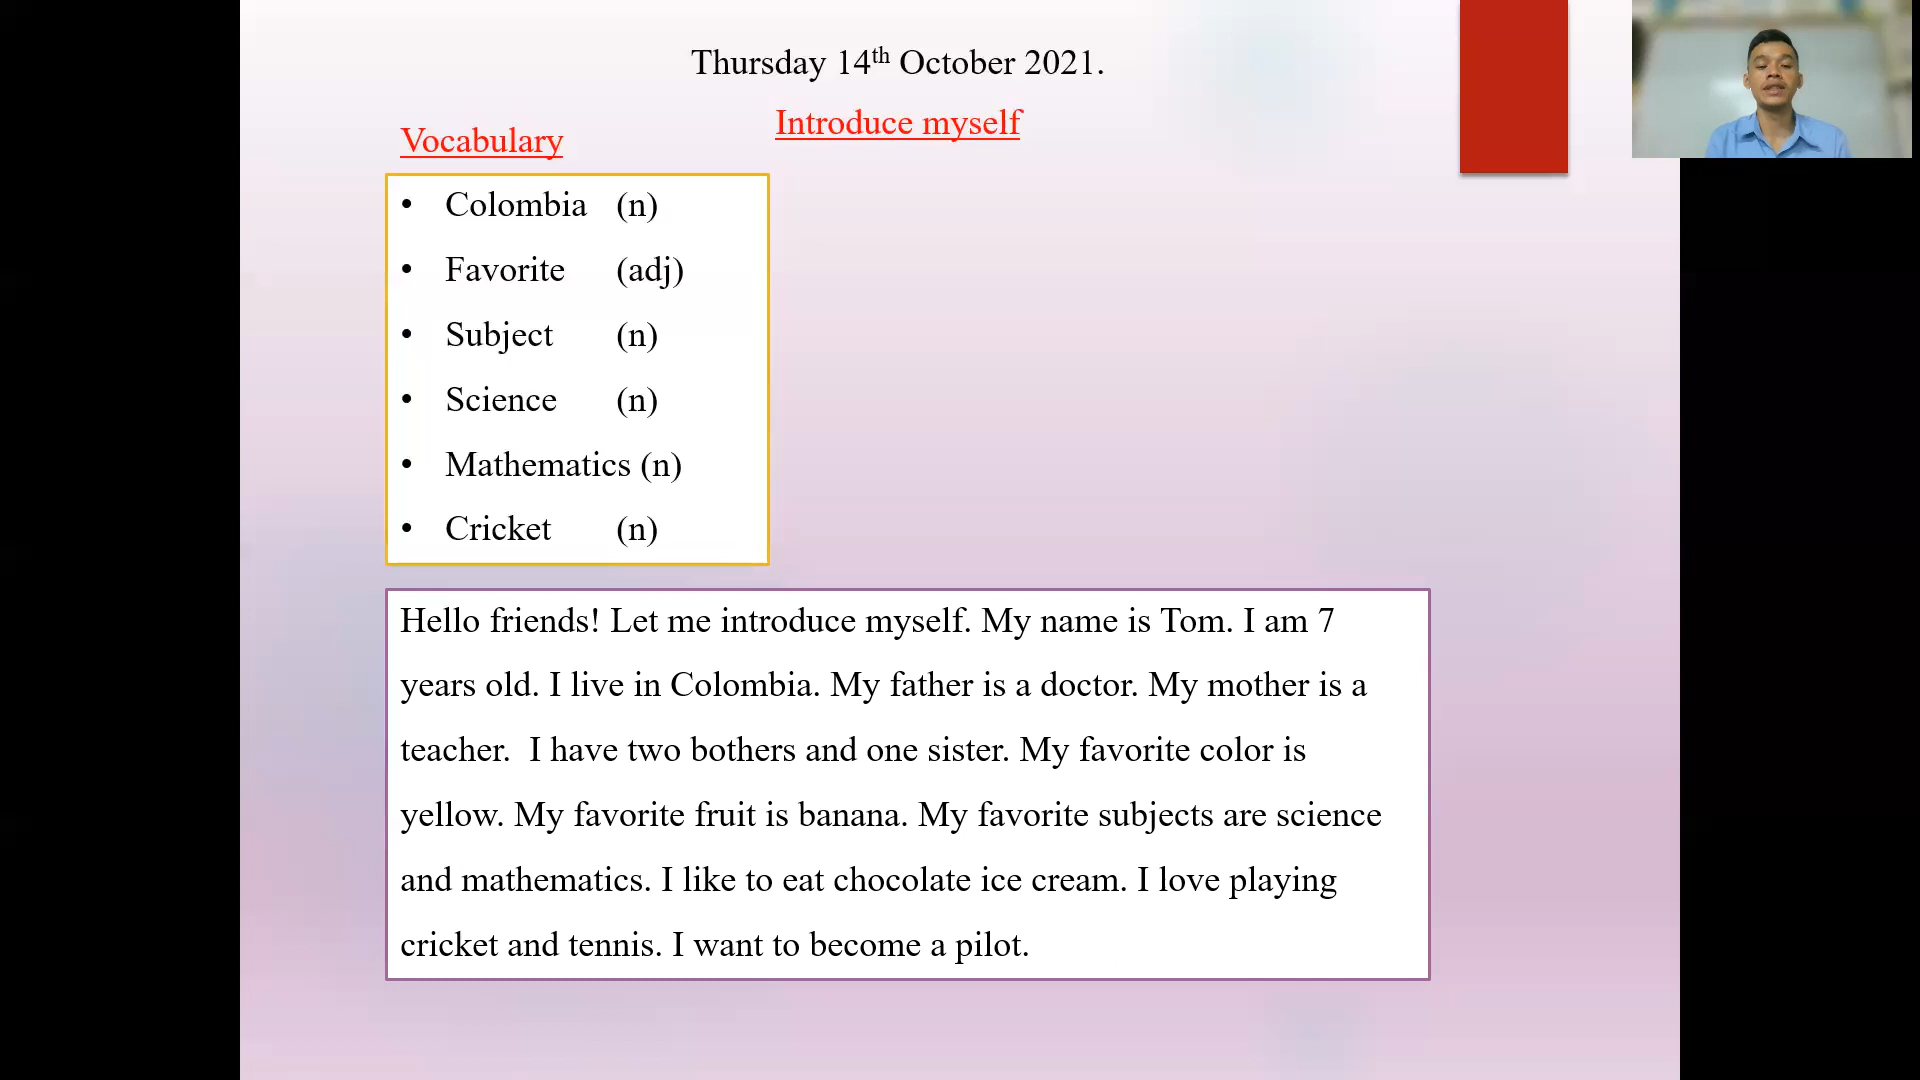 Thursday 14th October 2021.
Introduce myself
Vocabulary
• Colombia (n)
• Favorite (adj)
• Subject (n)
• Science (n)
• Mathematics (n)
• Cricket (n)
Hello friends! Let me introduce myself. My name is Tom. I am 7
years old. I live in Colombia. My father is a doctor. My mother is a
teacher.  I have two bothers and one sister. My favorite color is
yellow. My favorite fruit is banana. My favorite subjects are science
and mathematics. I like to eat chocolate ice cream. I love playing
cricket and tennis. I want to become a pilot.